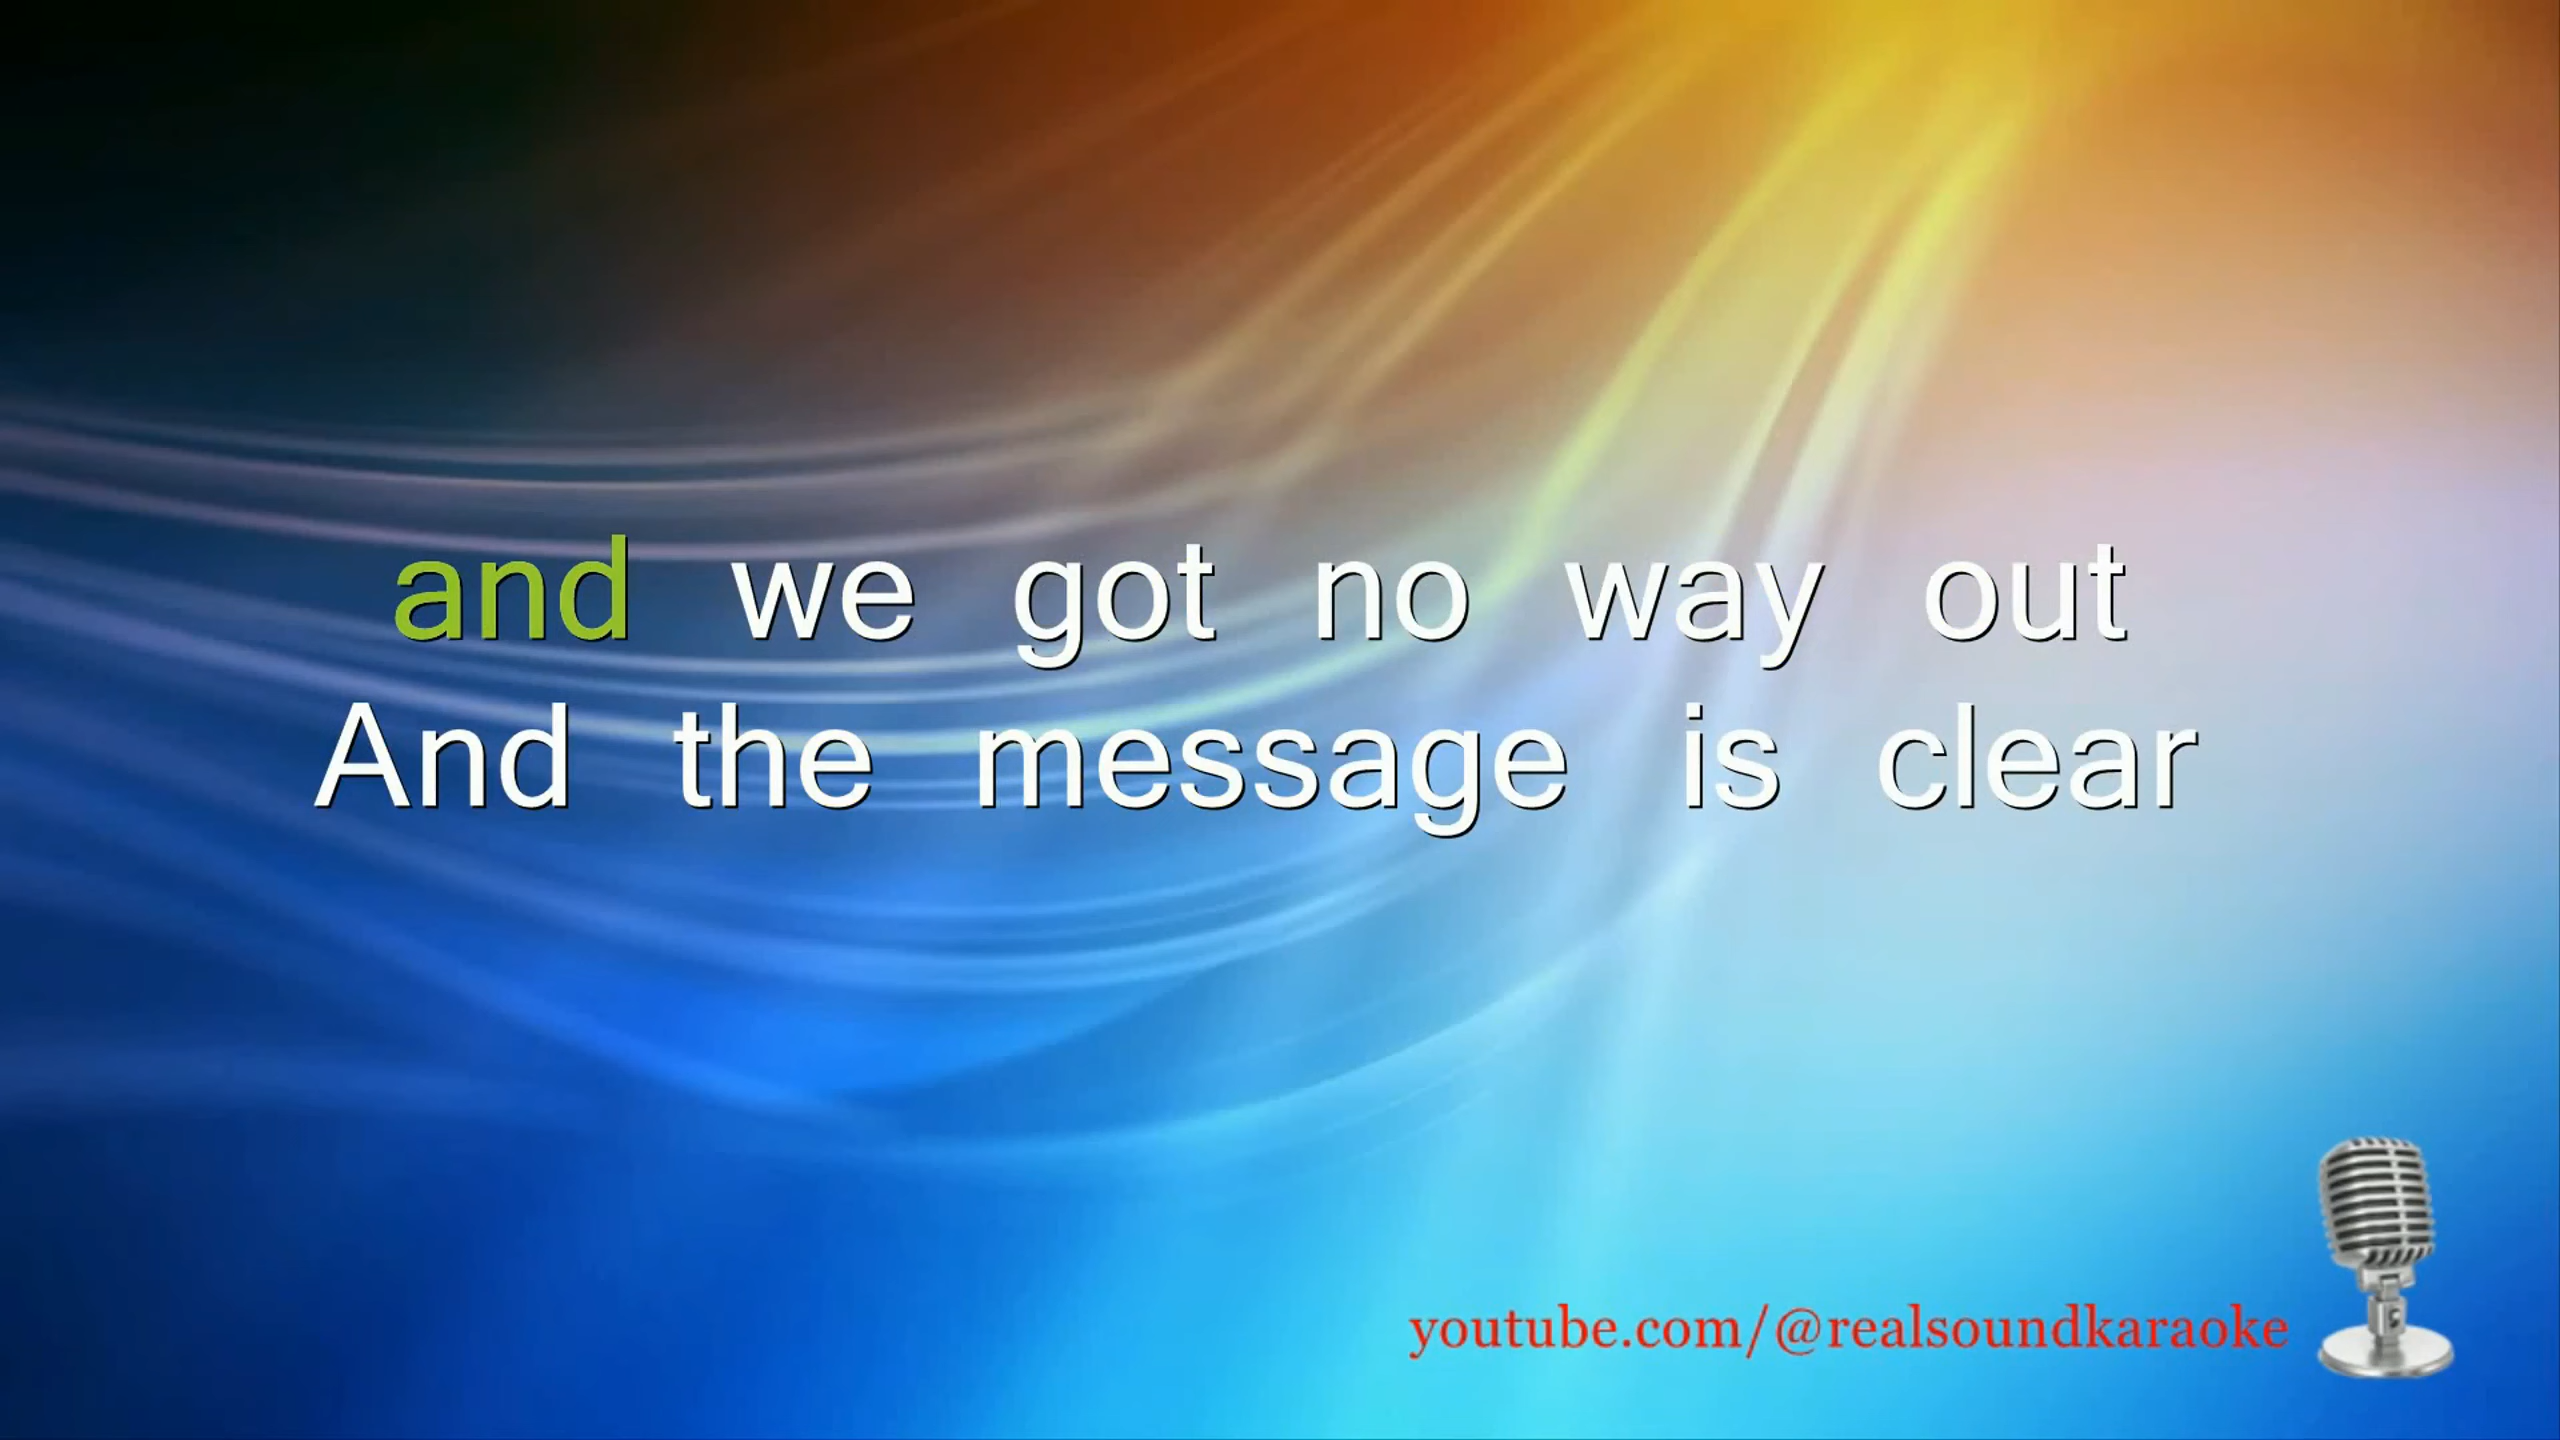 and we got no way out
And the message is clear
youtube.com/@realsoundkaraoke